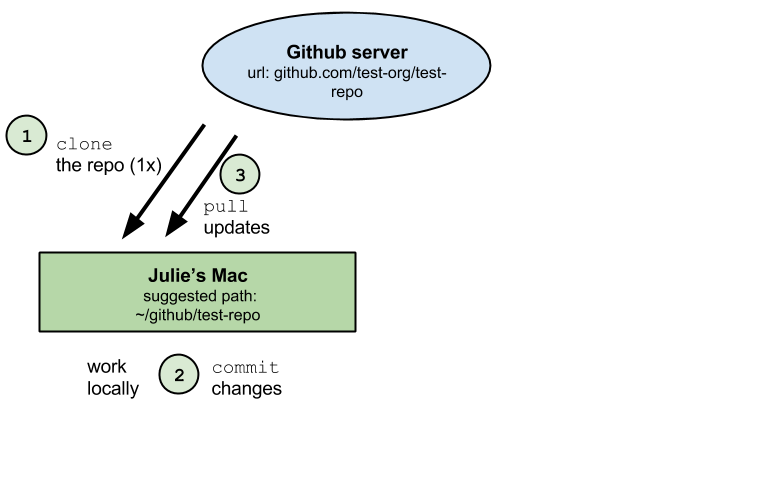 Github server
url: github.com/test-org/test-
repo
1
clone
the repo (1x)
3
pull
updates
Julie's Mac
suggested path:
~/github/test-repo
work
locally
2
commit
changes